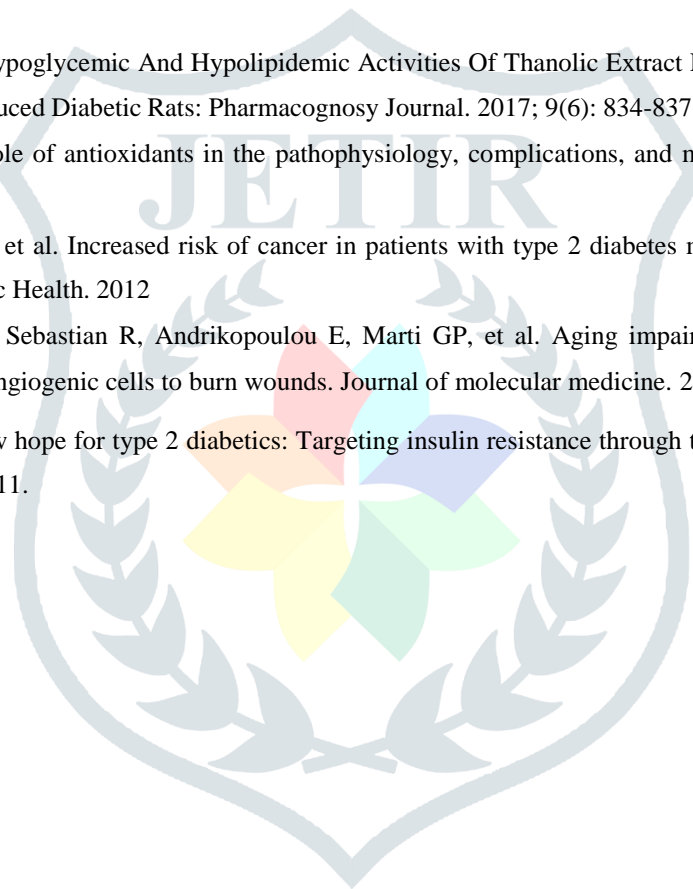 ypoglycemic And Hypolipidemic Activities Of Thanolic Extract
uced Diabetic Rats: Pharmacognosy Journal. 2017; 9(6): 834-837
ole of antioxidants in the pathophysiology, complications, and
JETIR
et al. Increased risk of cancer in patients with type 2 diabetes
c Health. 2012
Sebastian R, Andrikopoulou E, Marti GP, et al. Aging impair
ngiogenic cells to burn wounds. Journal of molecular medicine.
w hope for type 2 diabetics: Targeting insulin resistance through
11.